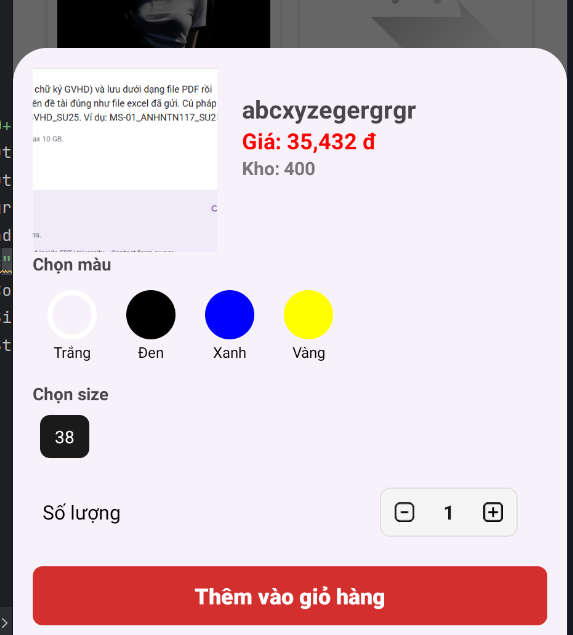 chữ ký GVHD) và lưu dưới dạng file PDF rồi
ên đề tài đúng như file excel đã gửi. Cú pháp
VHD_SU25. Ví dụ: MS-01_ANHNTN117_SU2
ax 10 GB.
abcxyzegergrgr
Giá: 35,432 đ
Kho: 400
Chọn màu
Trắng Đen Xanh Vàng
Chọn size
38
Số lượng 1
Thêm vào giỏ hàng